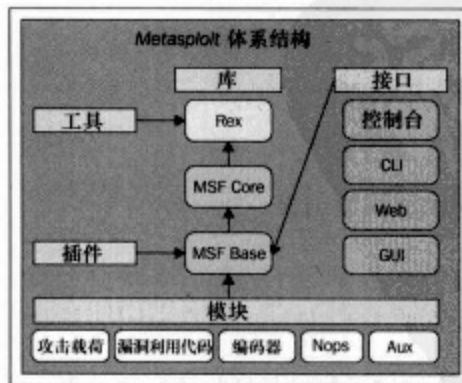 Metasploit 体系结构
库
接口
工具
Rex
控制台
MSF Core
CLI
Web
插件
MSF Base
GUI
模块
攻击载荷
漏洞利用代码
编码器
Nops
Aux